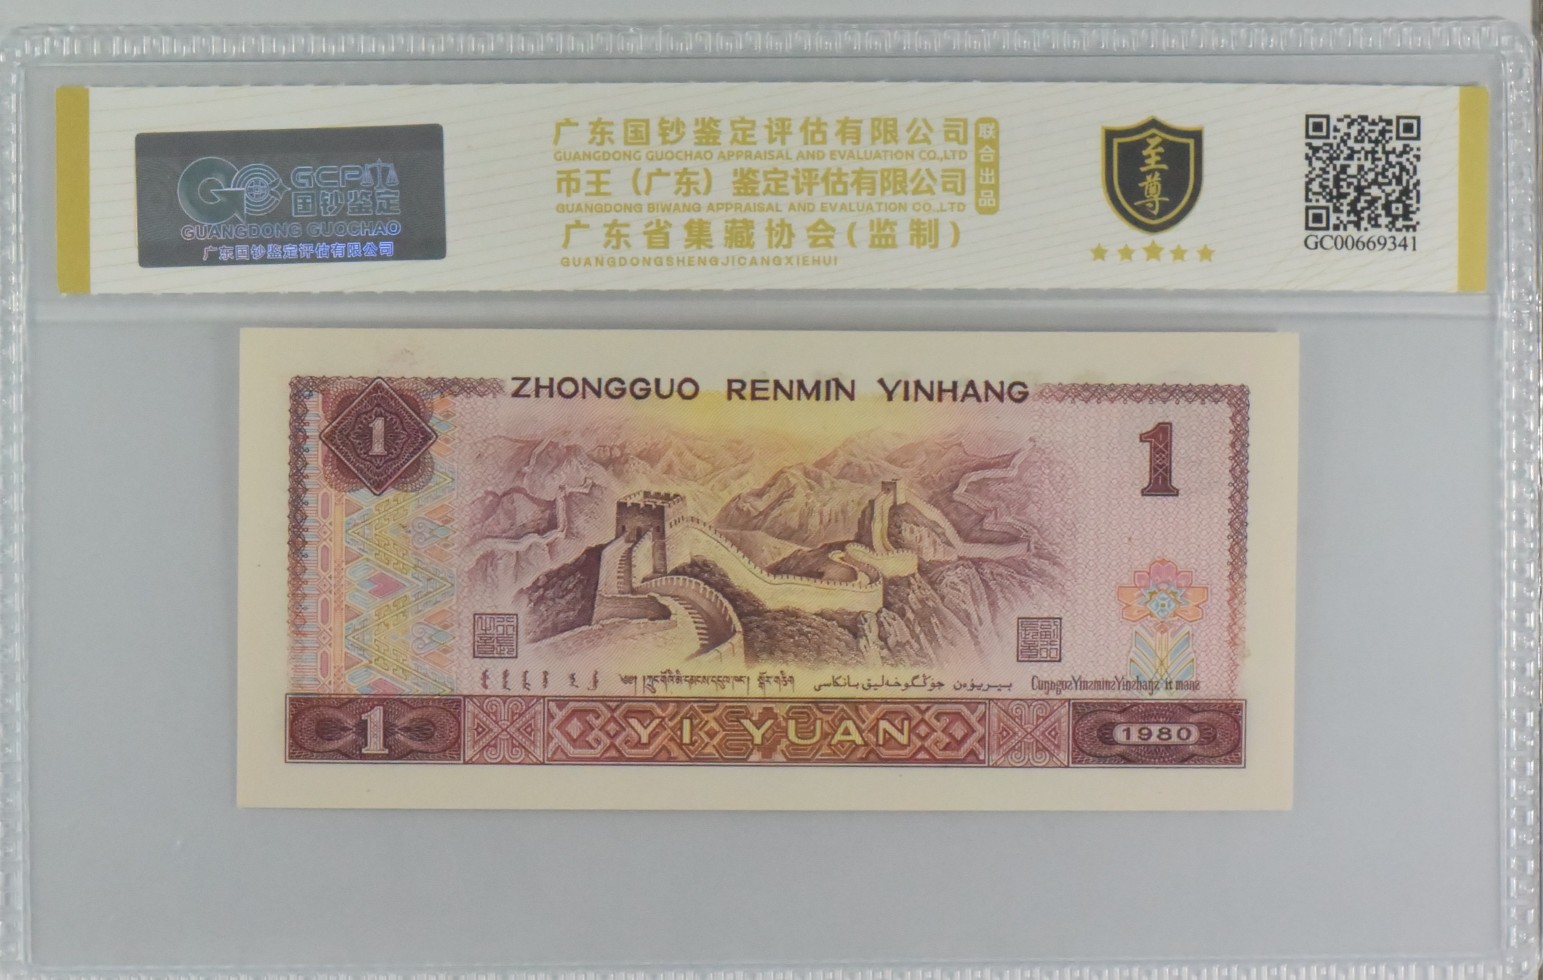 GCP
国钞鉴定
GUANGDONG GUOCHAO
广东国钞鉴定评估有限公司
广东国钞鉴定评估有限公司
GUANGDONG GUOCHAO APPRAISAL AND EVALUATION CO.,LTD
币王（广东）鉴定评估有限公司
GUANGDONG BIWANG APPRAISAL AND EVALUATION CO.,LTD
联合出品
广东省集藏协会(监制)
GUANGDONGSHENGJICANGXIEHUI
至尊
GC00669341
ZHONGGUO RENMIN YINHANG
1
1
1
YI YUAN
1980